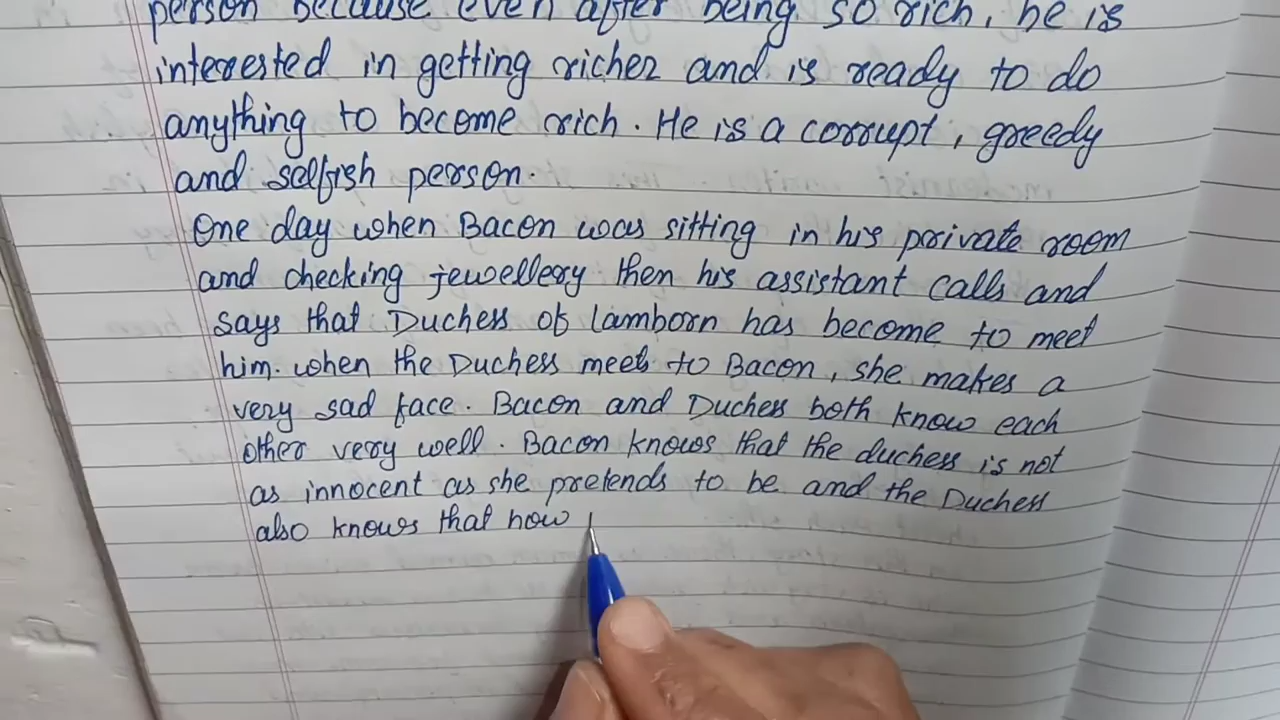 person because even after being so rich, he is
interested in getting richer and is ready to do
anything to become rich. He is a corrupt, greedy
and selfish person.
One day when Bacon was sitting in his private room
and checking jewellery then his assistant calls and
says that Duchess of lamborn has become to meet
him. when the Duchess meets to Bacon, she makes a
very sad face. Bacon and Duchess both know each
other very well. Bacon knows that the duchess is not
as innocent as she pretends to be and the Duchess
also knows that how